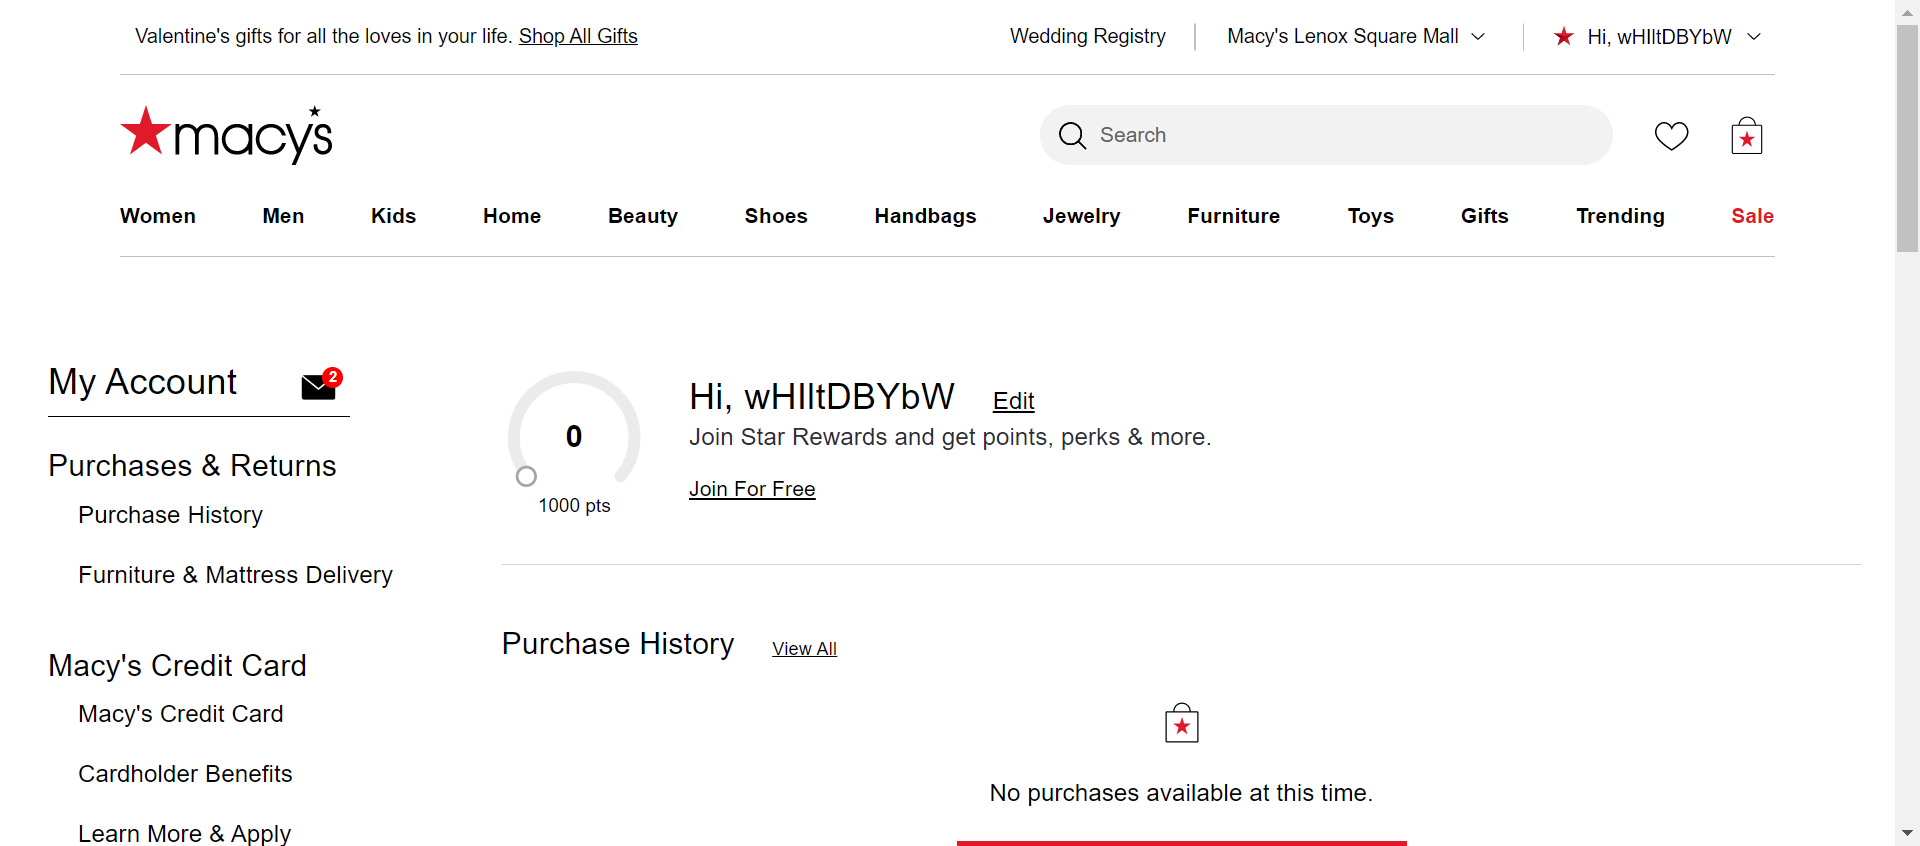 Valentine's gifts for all the loves in your life. Shop All Gifts
Wedding Registry
Macy's Lenox Square Mall
Hi, wHIltDBYbW
macy's
Search
Women Men Kids Home Beauty Shoes Handbags Jewelry Furniture Toys Gifts Trending Sale
My Account
2
Purchases & Returns
Purchase History
Furniture & Mattress Delivery
Macy's Credit Card
Macy's Credit Card
Cardholder Benefits
Learn More & Apply
0
1000 pts
Hi, wHIltDBYbW Edit
Join Star Rewards and get points, perks & more.
Join For Free
Purchase History View All
No purchases available at this time.